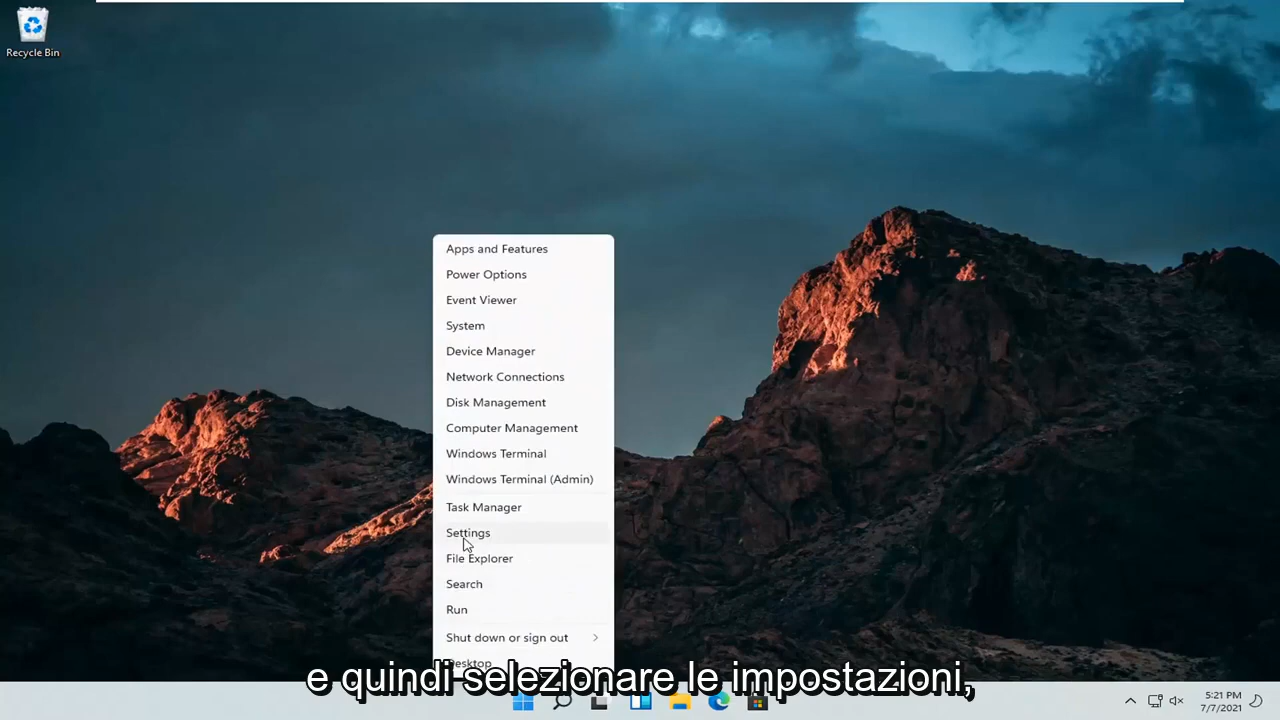 Recycle Bin
Apps and Features
Power Options
Event Viewer
System
Device Manager
Network Connections
Disk Management
Computer Management
Windows Terminal
Windows Terminal (Admin)
Task Manager
Settings
File Explorer
Search
Run
Shut down or sign out
Desktop
e quindi selezionare le impostazioni,
5:21 PM
7/7/2021